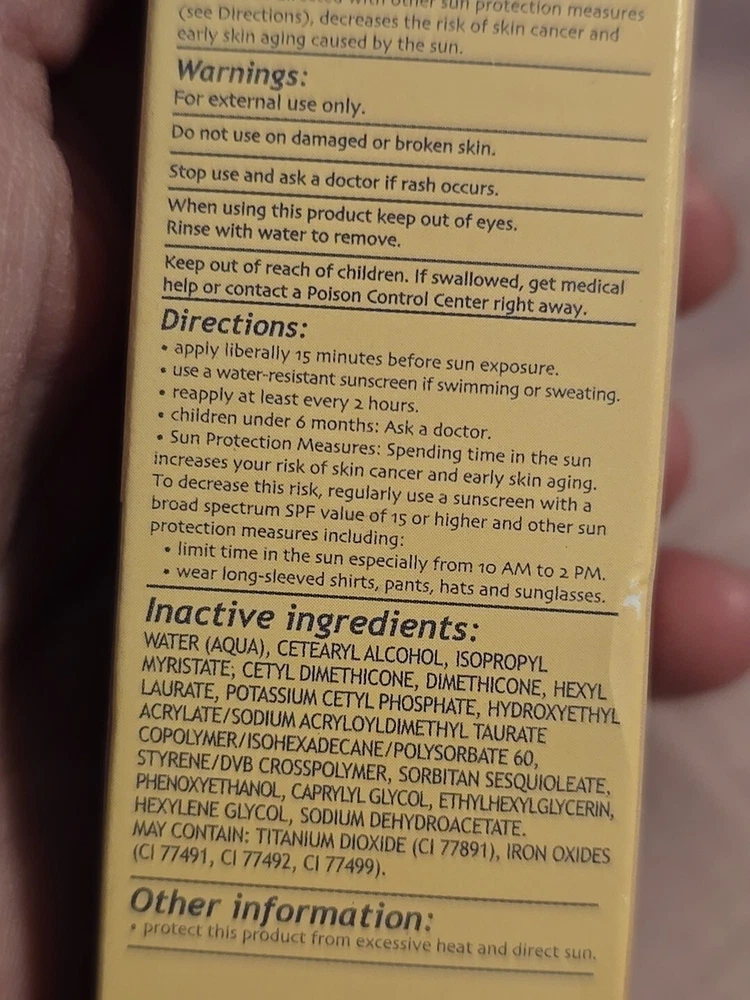 with other sun protection measures
(see Directions), decreases the risk of skin cancer and
early skin aging caused by the sun.
Warnings:
For external use only.
Do not use on damaged or broken skin.
Stop use and ask a doctor if rash occurs.
When using this product keep out of eyes.
Rinse with water to remove.
Keep out of reach of children. If swallowed, get medical
help or contact a Poison Control Center right away.
Directions:
• apply liberally 15 minutes before sun exposure.
• use a water-resistant sunscreen if swimming or sweating.
• reapply at least every 2 hours.
• children under 6 months: Ask a doctor.
• Sun Protection Measures: Spending time in the sun
increases your risk of skin cancer and early skin aging.
To decrease this risk, regularly use a sunscreen with a
broad spectrum SPF value of 15 or higher and other sun
protection measures including:
• limit time in the sun especially from 10 AM to 2 PM.
• wear long-sleeved shirts, pants, hats and sunglasses.
Inactive ingredients:
WATER (AQUA), CETEARYL ALCOHOL, ISOPROPYL
MYRISTATE; CETYL DIMETHICONE, DIMETHICONE, HEXYL
LAURATE, POTASSIUM CETYL PHOSPHATE, HYDROXYETHYL
ACRYLATE/SODIUM ACRYLOYLDIMETHYL TAURATE
COPOLYMER/ISOHEXADECANE/POLYSORBATE 60,
STYRENE/DVB CROSSPOLYMER, SORBITAN SESQUIOLEATE,
PHENOXYETHANOL, CAPRYLYL GLYCOL, ETHYLHEXYLGLYCERIN,
HEXYLENE GLYCOL, SODIUM DEHYDROACETATE.
MAY CONTAIN: TITANIUM DIOXIDE (CI 77891), IRON OXIDES
(CI 77491, CI 77492, CI 77499).
Other information:
• protect this product from excessive heat and direct sun.